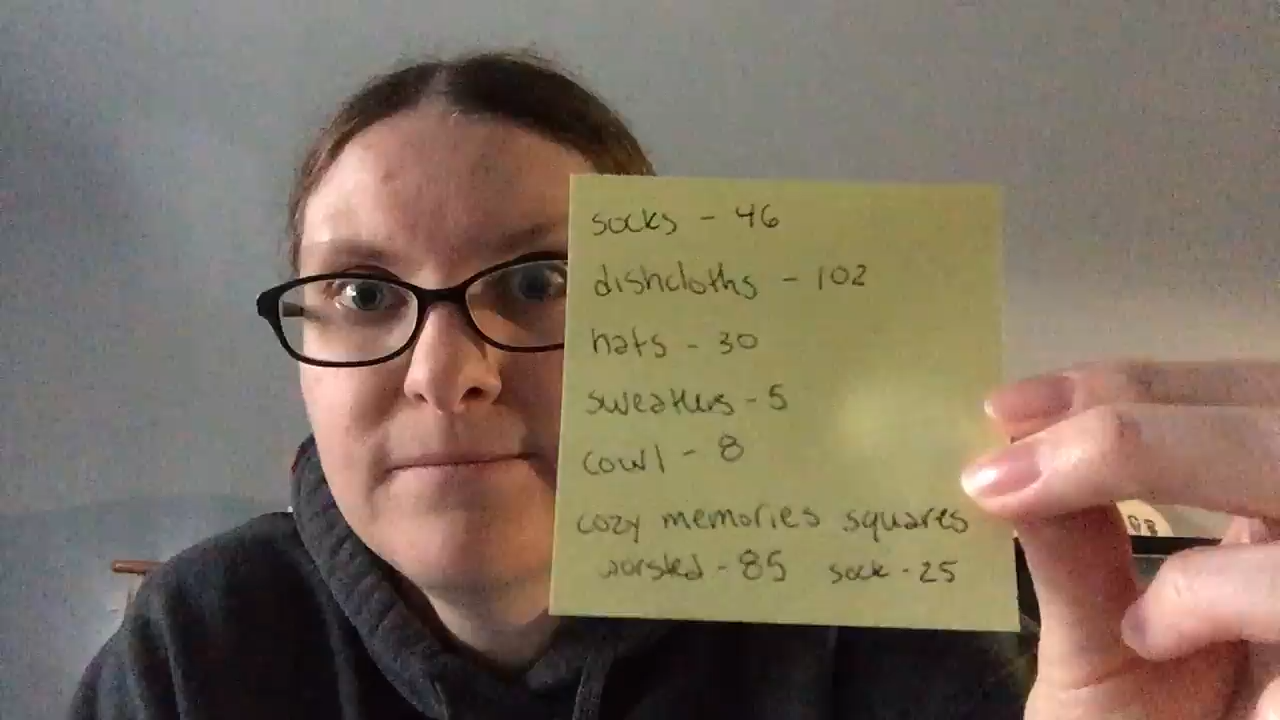 socks - 46
dishcloths - 102
hats - 30
sweaters - 5
cowl - 8
cozy memories squares
worsted - 85 sock - 25